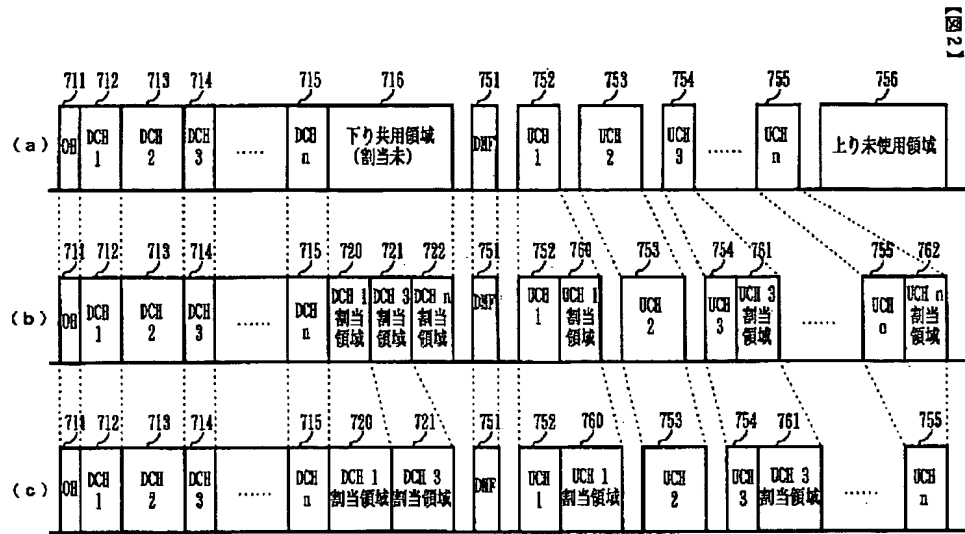 【図2】
711 712 713 714 715 716 751 752 753 754 755 756
(a) OH DCH 1 DCH 2 DCH 3 …… DCH n 下り共用領域 (割当未) DMF UCH 1 UCH 2 UCH 3 …… UCH n 上り未使用領域
711 712 713 714 715 720 721 722 751 752 760 753 754 761 755 762
(b) OH DCH 1 DCH 2 DCH 3 …… DCH n DCH 1 割当領域 DCH 3 割当領域 DCH n 割当領域 DMF UCH 1 UCH 1 割当領域 UCH 2 UCH 3 UCH 3 割当領域 …… UCH n UCH n 割当領域
711 712 713 714 715 720 721 751 752 760 753 754 761 755
(c) OH DCH 1 DCH 2 DCH 3 …… DCH n DCH 1 割当領域 DCH 3 割当領域 DMF UCH 1 UCH 1 割当領域 UCH 2 UCH 3 UCH 3 割当領域 …… UCH n